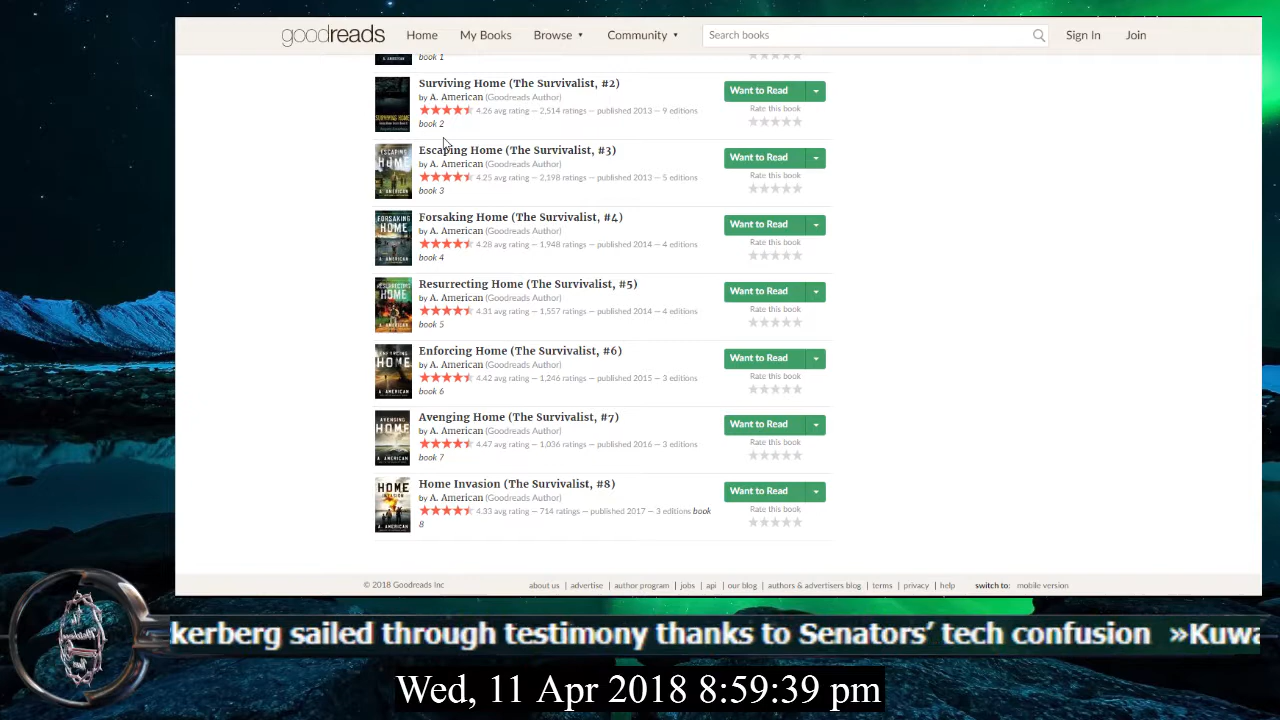 goodreads Home My Books Browse ▾ Community ▾ Search books Sign In Join
book 1
Surviving Home (The Survivalist, #2)
by A. American (Goodreads Author)
4.26 avg rating — 2,514 ratings — published 2013 — 9 editions
book 2
Want to Read
Rate this book
Escaping Home (The Survivalist, #3)
by A. American (Goodreads Author)
4.25 avg rating — 2,198 ratings — published 2013 — 5 editions
book 3
Want to Read
Rate this book
Forsaking Home (The Survivalist, #4)
by A. American (Goodreads Author)
4.28 avg rating — 1,948 ratings — published 2014 — 4 editions
book 4
Want to Read
Rate this book
Resurrecting Home (The Survivalist, #5)
by A. American (Goodreads Author)
4.31 avg rating — 1,557 ratings — published 2014 — 4 editions
book 5
Want to Read
Rate this book
Enforcing Home (The Survivalist, #6)
by A. American (Goodreads Author)
4.42 avg rating — 1,246 ratings — published 2015 — 3 editions
book 6
Want to Read
Rate this book
Avenging Home (The Survivalist, #7)
by A. American (Goodreads Author)
4.47 avg rating — 1,036 ratings — published 2016 — 3 editions
book 7
Want to Read
Rate this book
Home Invasion (The Survivalist, #8)
by A. American (Goodreads Author)
4.33 avg rating — 714 ratings — published 2017 — 3 editions book
8
Want to Read
Rate this book
© 2018 Goodreads Inc about us | advertise | author program | jobs | api | our blog | authors & advertisers blog | terms | privacy | help switch to: mobile version
kerberg sailed through testimony thanks to Senators’ tech confusion »Kuwa
Wed, 11 Apr 2018 8:59:39 pm